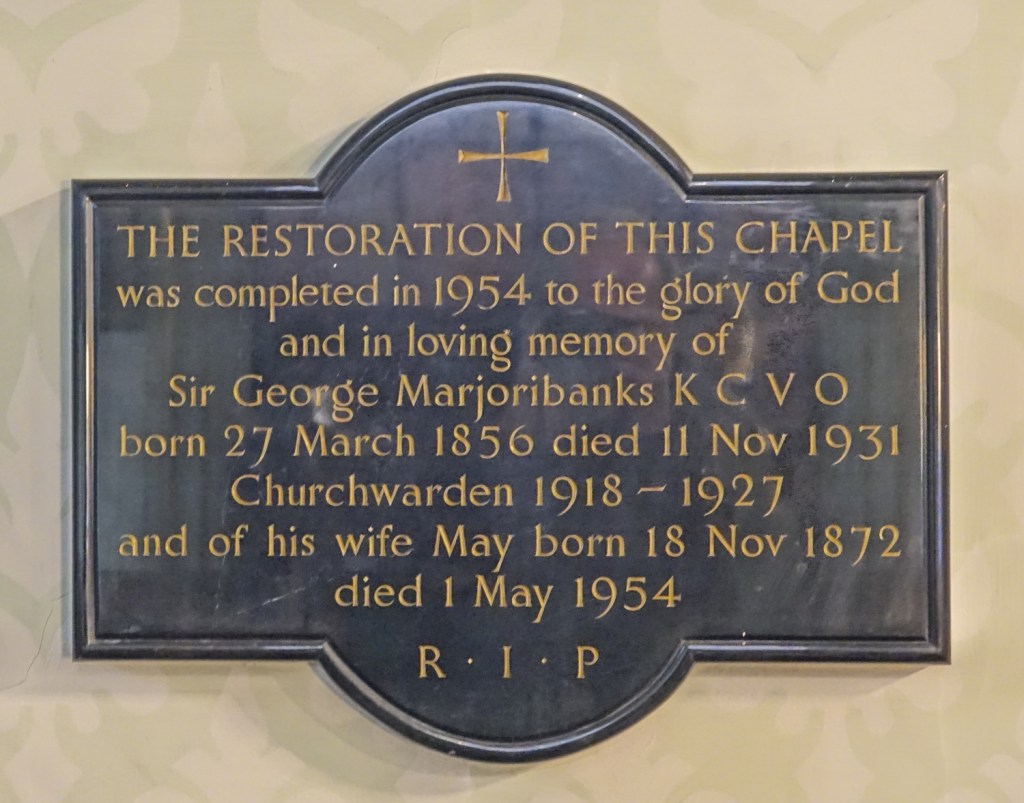 THE RESTORATION OF THIS CHAPEL
was completed in 1954 to the glory of God
and in loving memory of
Sir George Marjoribanks K C V O
born 27 March 1856 died 11 Nov 1931
Churchwarden 1918 – 1927
and of his wife May born 18 Nov 1872
died 1 May 1954
R · I · P